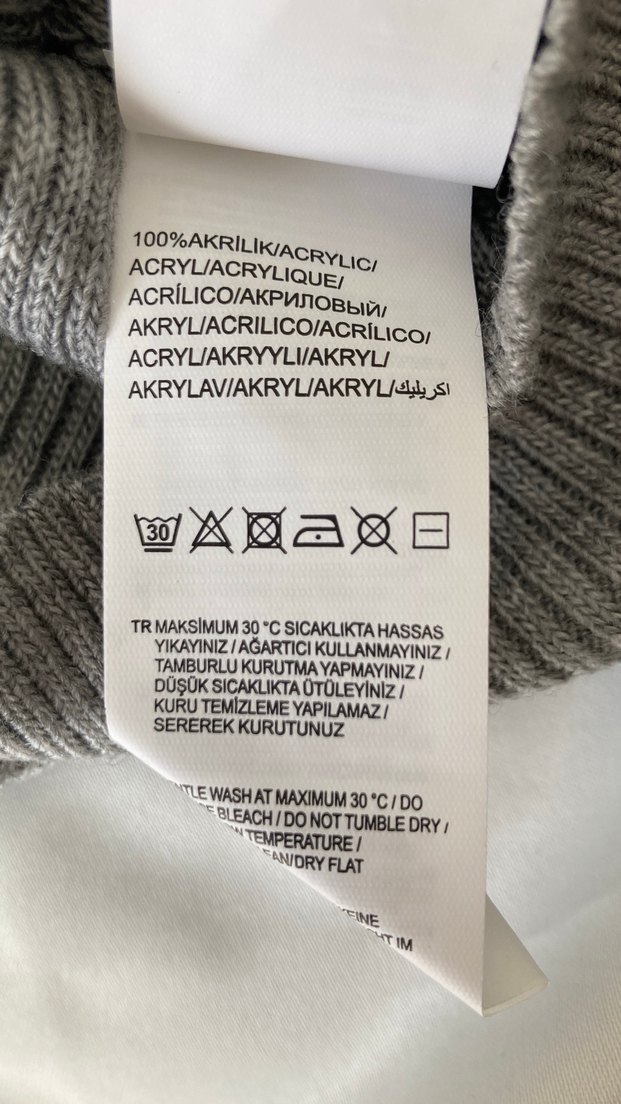 100%AKRİLİK/ACRYLIC/
ACRYL/ACRYLIQUE/
ACRÍLICO/АКРИЛОВЫЙ/
AKRYL/ACRILICO/ACRÍLICO/
ACRYL/AKRYYLI/AKRYL/
AKRYLAV/AKRYL/AKRYL/اكريليك
30
TR MAKSİMUM 30 °C SICAKLIKTA HASSAS
YIKAYINIZ / AĞARTICI KULLANMAYINIZ /
TAMBURLU KURUTMA YAPMAYINIZ /
DÜŞÜK SICAKLIKTA ÜTÜLEYİNİZ /
KURU TEMİZLEME YAPILAMAZ /
SEREREK KURUTUNUZ
WASH AT MAXIMUM 30 °C / DO
BLEACH / DO NOT TUMBLE DRY /
TEMPERATURE /
/DRY FLAT
IM